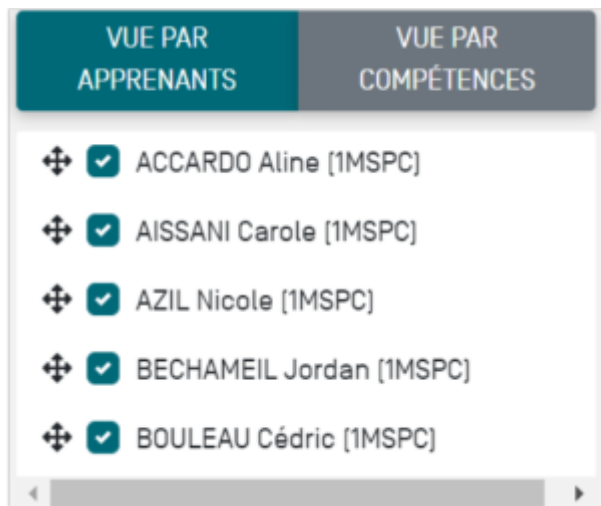 VUE PAR
APPRENANTS
VUE PAR
COMPÉTENCES
ACCARDO Aline (1MSPC)
AISSANI Carole (1MSPC)
AZIL Nicole (1MSPC)
BECHAMEIL Jordan (1MSPC)
BOULEAU Cédric (1MSPC)